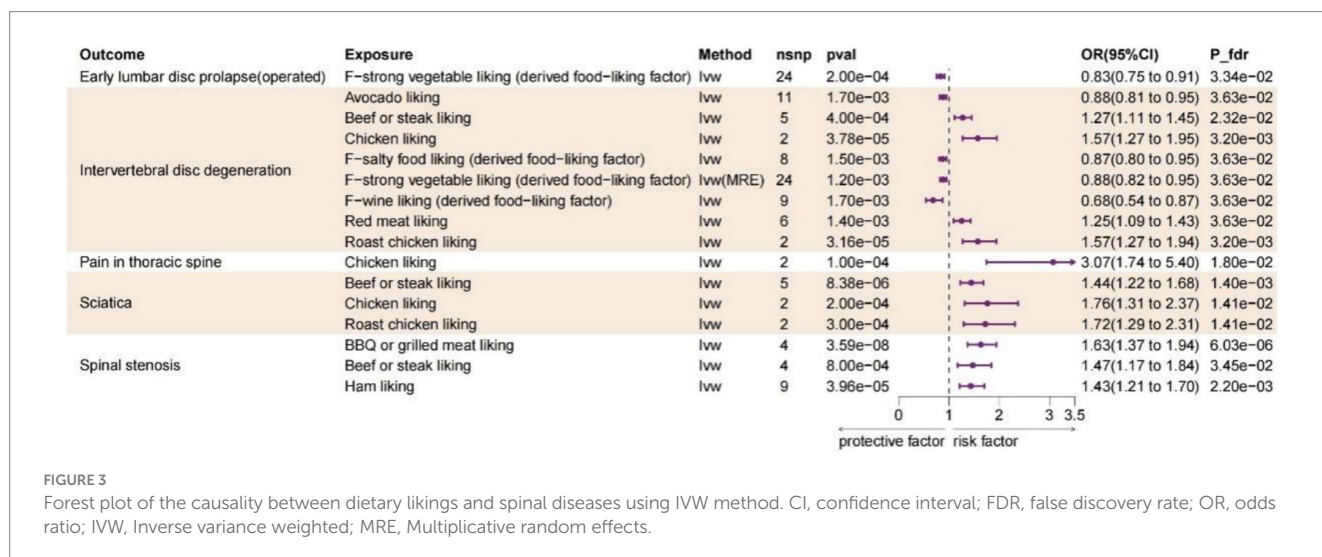 Outcome Exposure Method nsnp pval OR(95%CI) P_fdr
Early lumbar disc prolapse(operated) F−strong vegetable liking (derived food−liking factor) Ivw 24 2.00e−04 0.83(0.75 to 0.91) 3.34e−02
Avocado liking Ivw 11 1.70e−03 0.88(0.81 to 0.95) 3.63e−02
Beef or steak liking Ivw 5 4.00e−04 1.27(1.11 to 1.45) 2.32e−02
Chicken liking Ivw 2 3.78e−05 1.57(1.27 to 1.95) 3.20e−03
F−salty food liking (derived food−liking factor) Ivw 8 1.50e−03 0.87(0.80 to 0.95) 3.63e−02
Intervertebral disc degeneration
F−strong vegetable liking (derived food−liking factor) Ivw(MRE) 24 1.20e−03 0.88(0.82 to 0.95) 3.63e−02
F−wine liking (derived food−liking factor) Ivw 9 1.70e−03 0.68(0.54 to 0.87) 3.63e−02
Red meat liking Ivw 6 1.40e−03 1.25(1.09 to 1.43) 3.63e−02
Roast chicken liking Ivw 2 3.16e−05 1.57(1.27 to 1.94) 3.20e−03
Pain in thoracic spine Chicken liking Ivw 2 1.00e−04 3.07(1.74 to 5.40) 1.80e−02
Beef or steak liking Ivw 5 8.38e−06 1.44(1.22 to 1.68) 1.40e−03
Sciatica Chicken liking Ivw 2 2.00e−04 1.76(1.31 to 2.37) 1.41e−02
Roast chicken liking Ivw 2 3.00e−04 1.72(1.29 to 2.31) 1.41e−02
BBQ or grilled meat liking Ivw 4 3.59e−08 1.63(1.37 to 1.94) 6.03e−06
Spinal stenosis Beef or steak liking Ivw 4 8.00e−04 1.47(1.17 to 1.84) 3.45e−02
Ham liking Ivw 9 3.96e−05 1.43(1.21 to 1.70) 2.20e−03
0 1 2 3 3.5
protective factor risk factor
FIGURE 3
Forest plot of the causality between dietary likings and spinal diseases using IVW method. CI, confidence interval; FDR, false discovery rate; OR, odds
ratio; IVW, Inverse variance weighted; MRE, Multiplicative random effects.